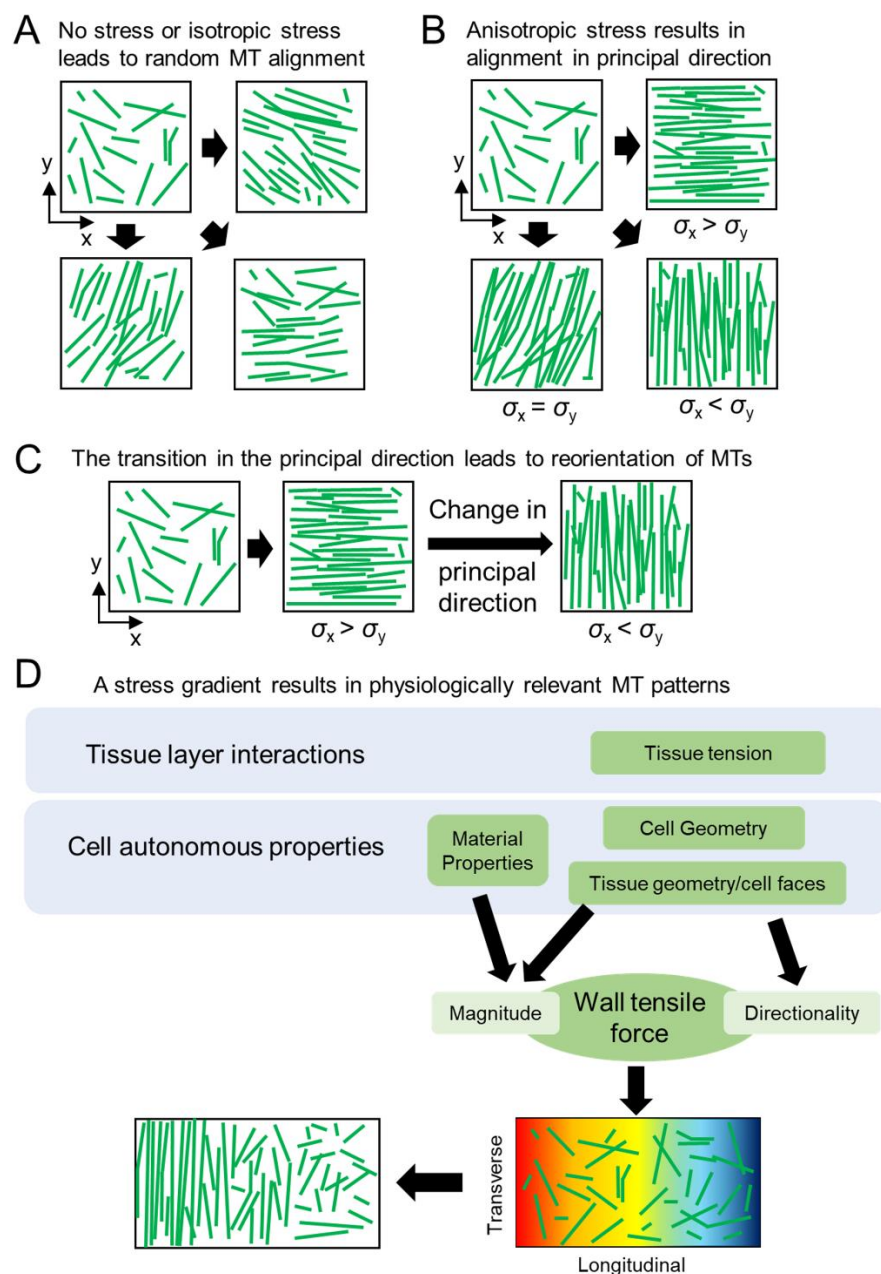 A
No stress or isotropic stress
leads to random MT alignment
y
x
B
Anisotropic stress results in
alignment in principal direction
y
x
σx > σy
σx = σy
σx < σy
C
The transition in the principal direction leads to reorientation of MTs
y
x
σx > σy
Change in
principal
direction
σx < σy
D
A stress gradient results in physiologically relevant MT patterns
Tissue layer interactions
Tissue tension
Cell autonomous properties
Material
Properties
Cell Geometry
Tissue geometry/cell faces
Magnitude
Wall tensile
force
Directionality
Transverse
Longitudinal